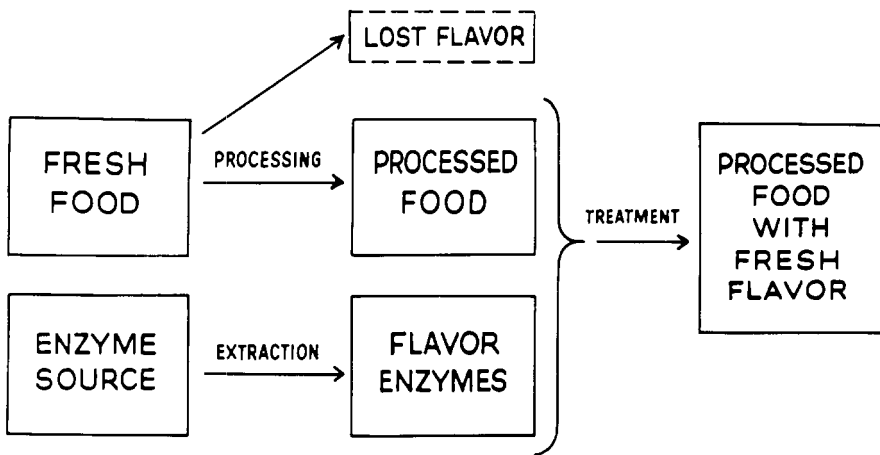 LOST FLAVOR
FRESH
FOOD
PROCESSING
PROCESSED
FOOD
TREATMENT
PROCESSED
FOOD
WITH
FRESH
FLAVOR
ENZYME
SOURCE
EXTRACTION
FLAVOR
ENZYMES